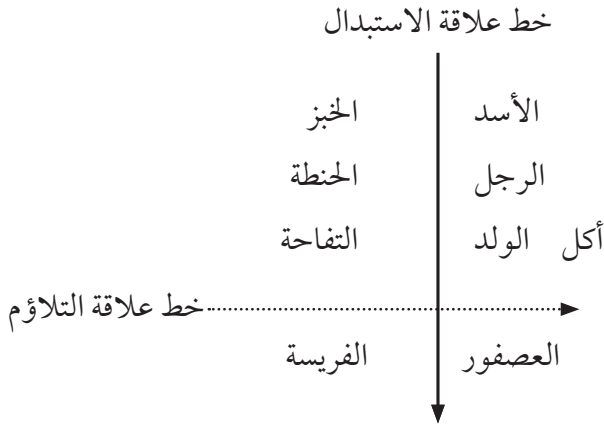 خط علاقة الاستبدال
الأسد الخبز
الرجل الحنطة
أكل الولد التفاحة
خط علاقة التلاؤم
العصفور الفريسة